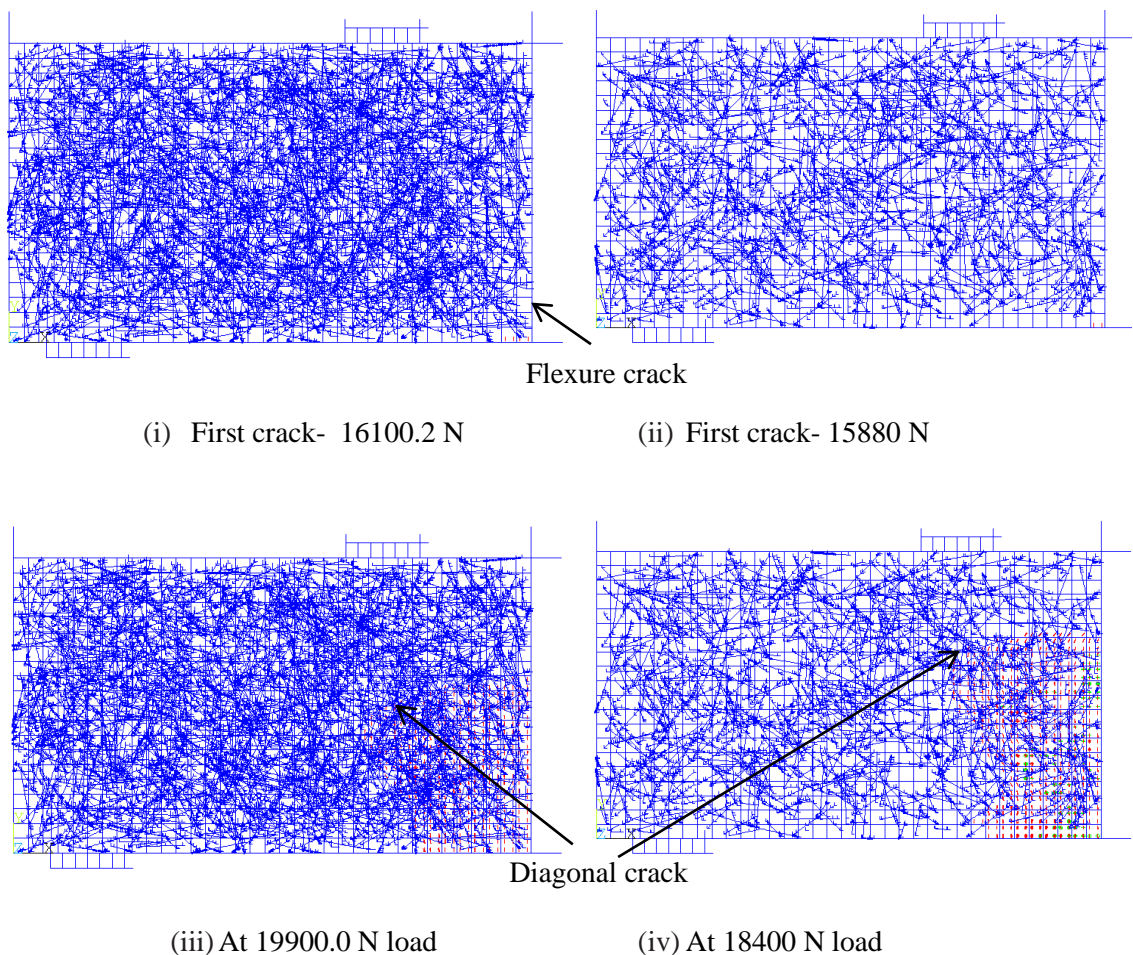 Flexure crack
(i) First crack- 16100.2 N
(ii) First crack- 15880 N
Diagonal crack
(iii) At 19900.0 N load
(iv) At 18400 N load